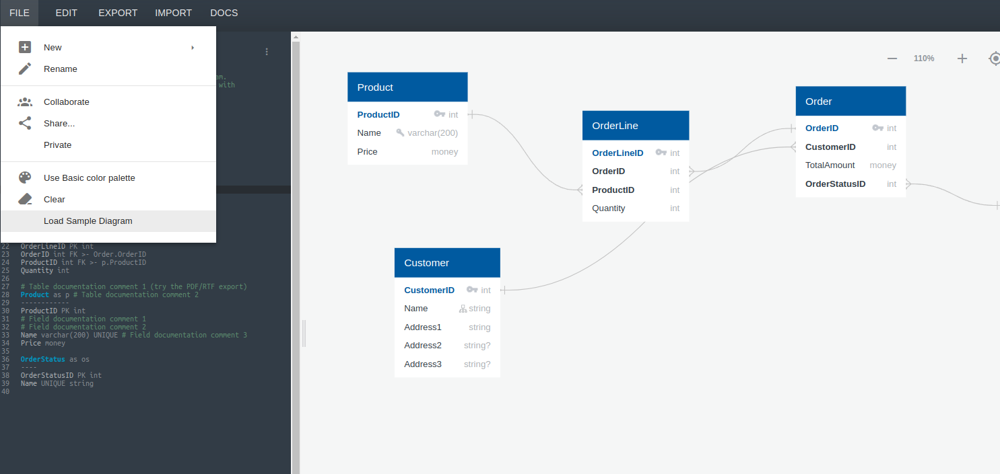 FILE EDIT EXPORT IMPORT DOCS
New
Rename
Collaborate
Share...
Private
Use Basic color palette
Clear
Load Sample Diagram
am.
with
22 OrderLineID PK int
23 OrderID int FK >- Order.OrderID
24 ProductID int FK >- p.ProductID
25 Quantity int
26
27 # Table documentation comment 1 (try the PDF/RTF export)
28 Product as p # Table documentation comment 2
29 ------------
30 ProductID PK int
31 # Field documentation comment 1
32 # Field documentation comment 2
33 Name varchar(200) UNIQUE # Field documentation comment 3
34 Price money
35
36 OrderStatus as os
37 ----
38 OrderStatusID PK int
39 Name UNIQUE string
40
110%
Product
ProductID int
Name varchar(200)
Price money
OrderLine
OrderLineID int
OrderID int
ProductID int
Quantity int
Order
OrderID int
CustomerID int
TotalAmount money
OrderStatusID int
Customer
CustomerID int
Name string
Address1 string
Address2 string?
Address3 string?